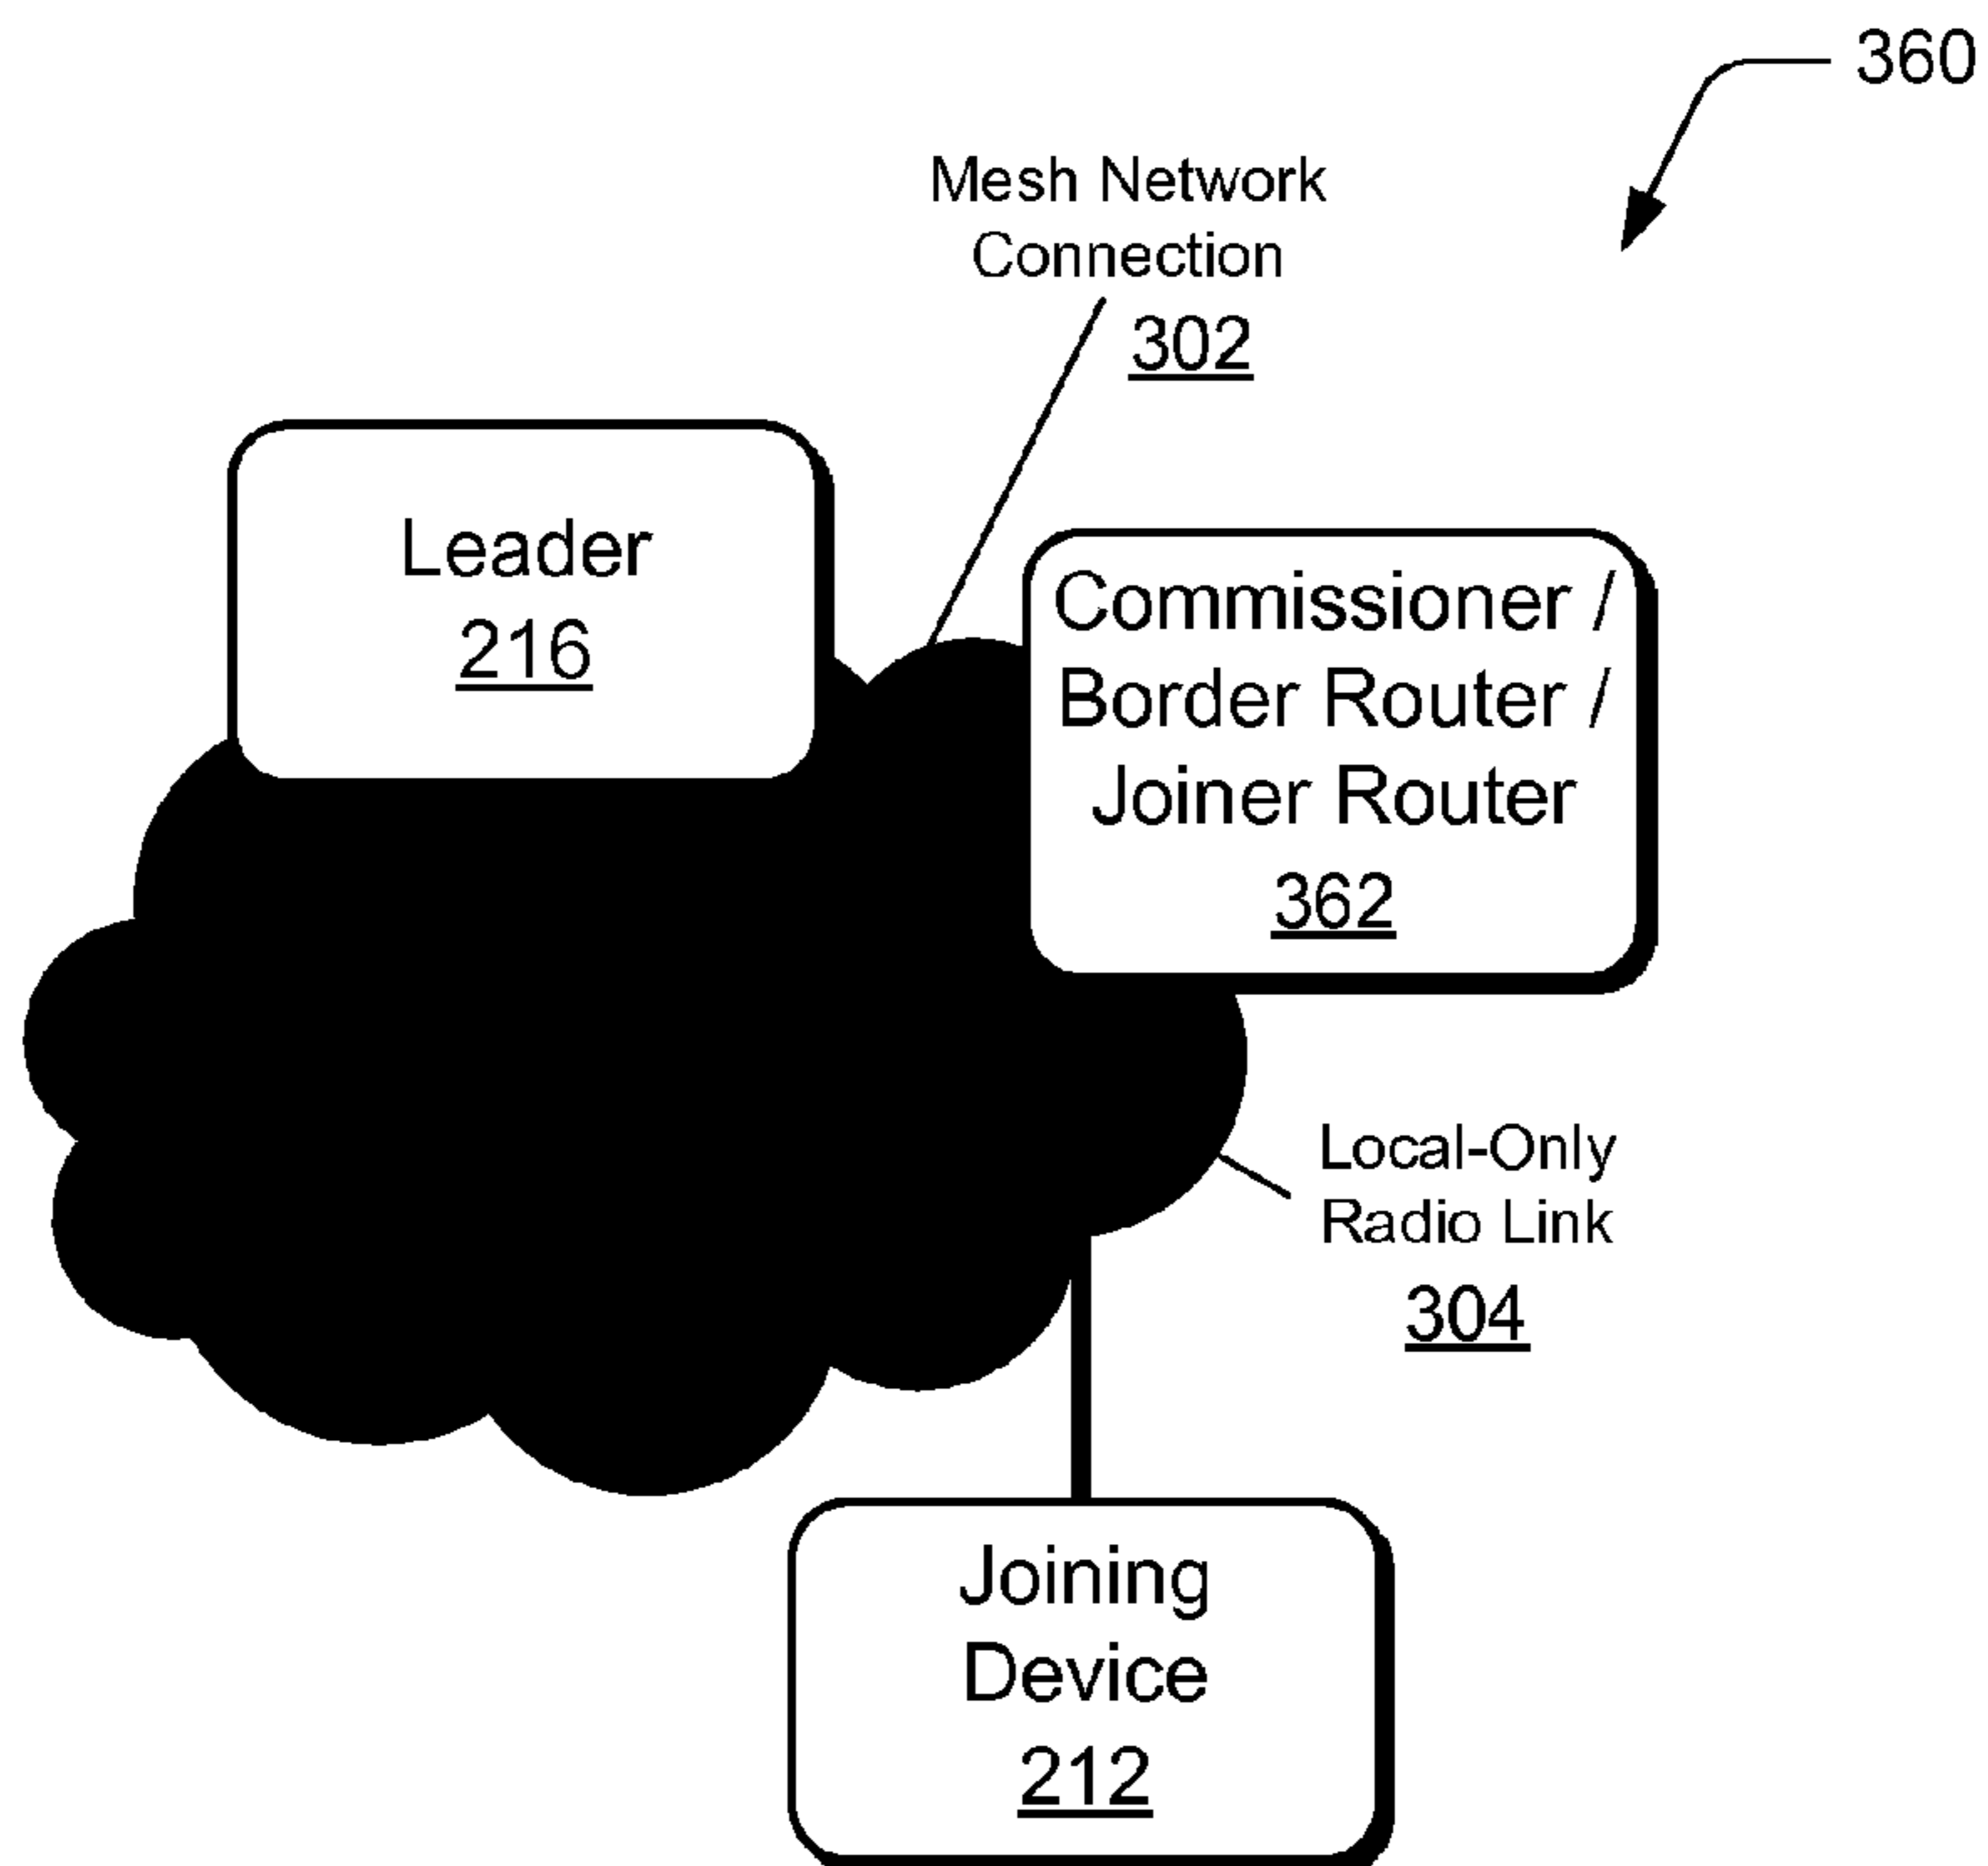 360
Mesh Network
Connection
302
Leader
216
Commissioner /
Border Router /
Joiner Router
362
Local-Only
Radio Link
304
Joining
Device
212